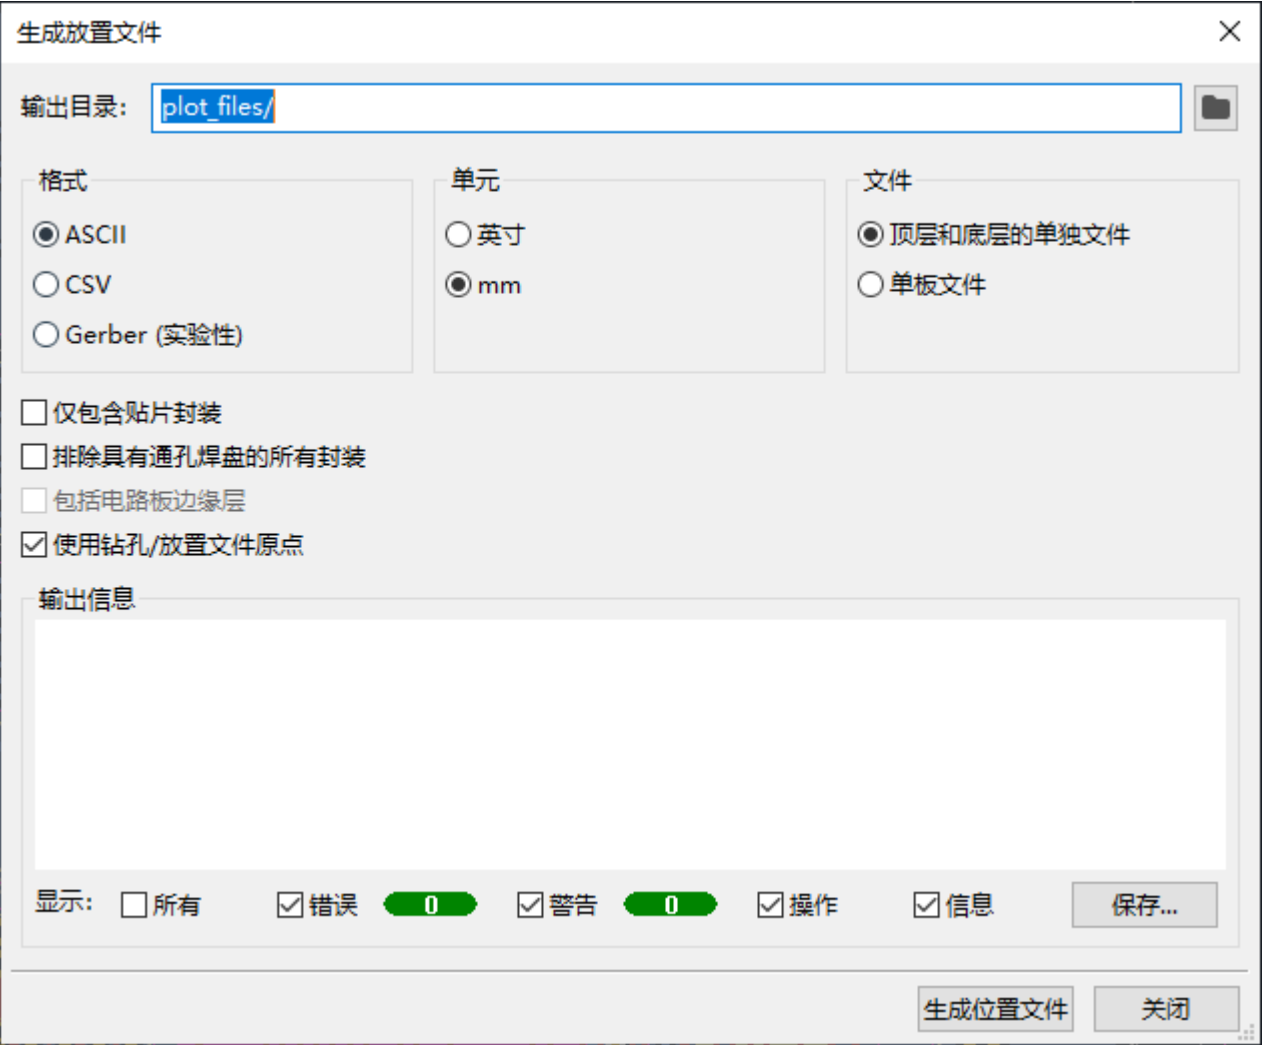 生成放置文件
输出目录: plot_files/
格式
ASCII
CSV
Gerber (实验性)
单元
英寸
mm
文件
顶层和底层的单独文件
单板文件
仅包含贴片封装
排除具有通孔焊盘的所有封装
包括电路板边缘层
使用钻孔/放置文件原点
输出信息
显示: 所有 错误 0 警告 0 操作 信息 保存...
生成位置文件 关闭